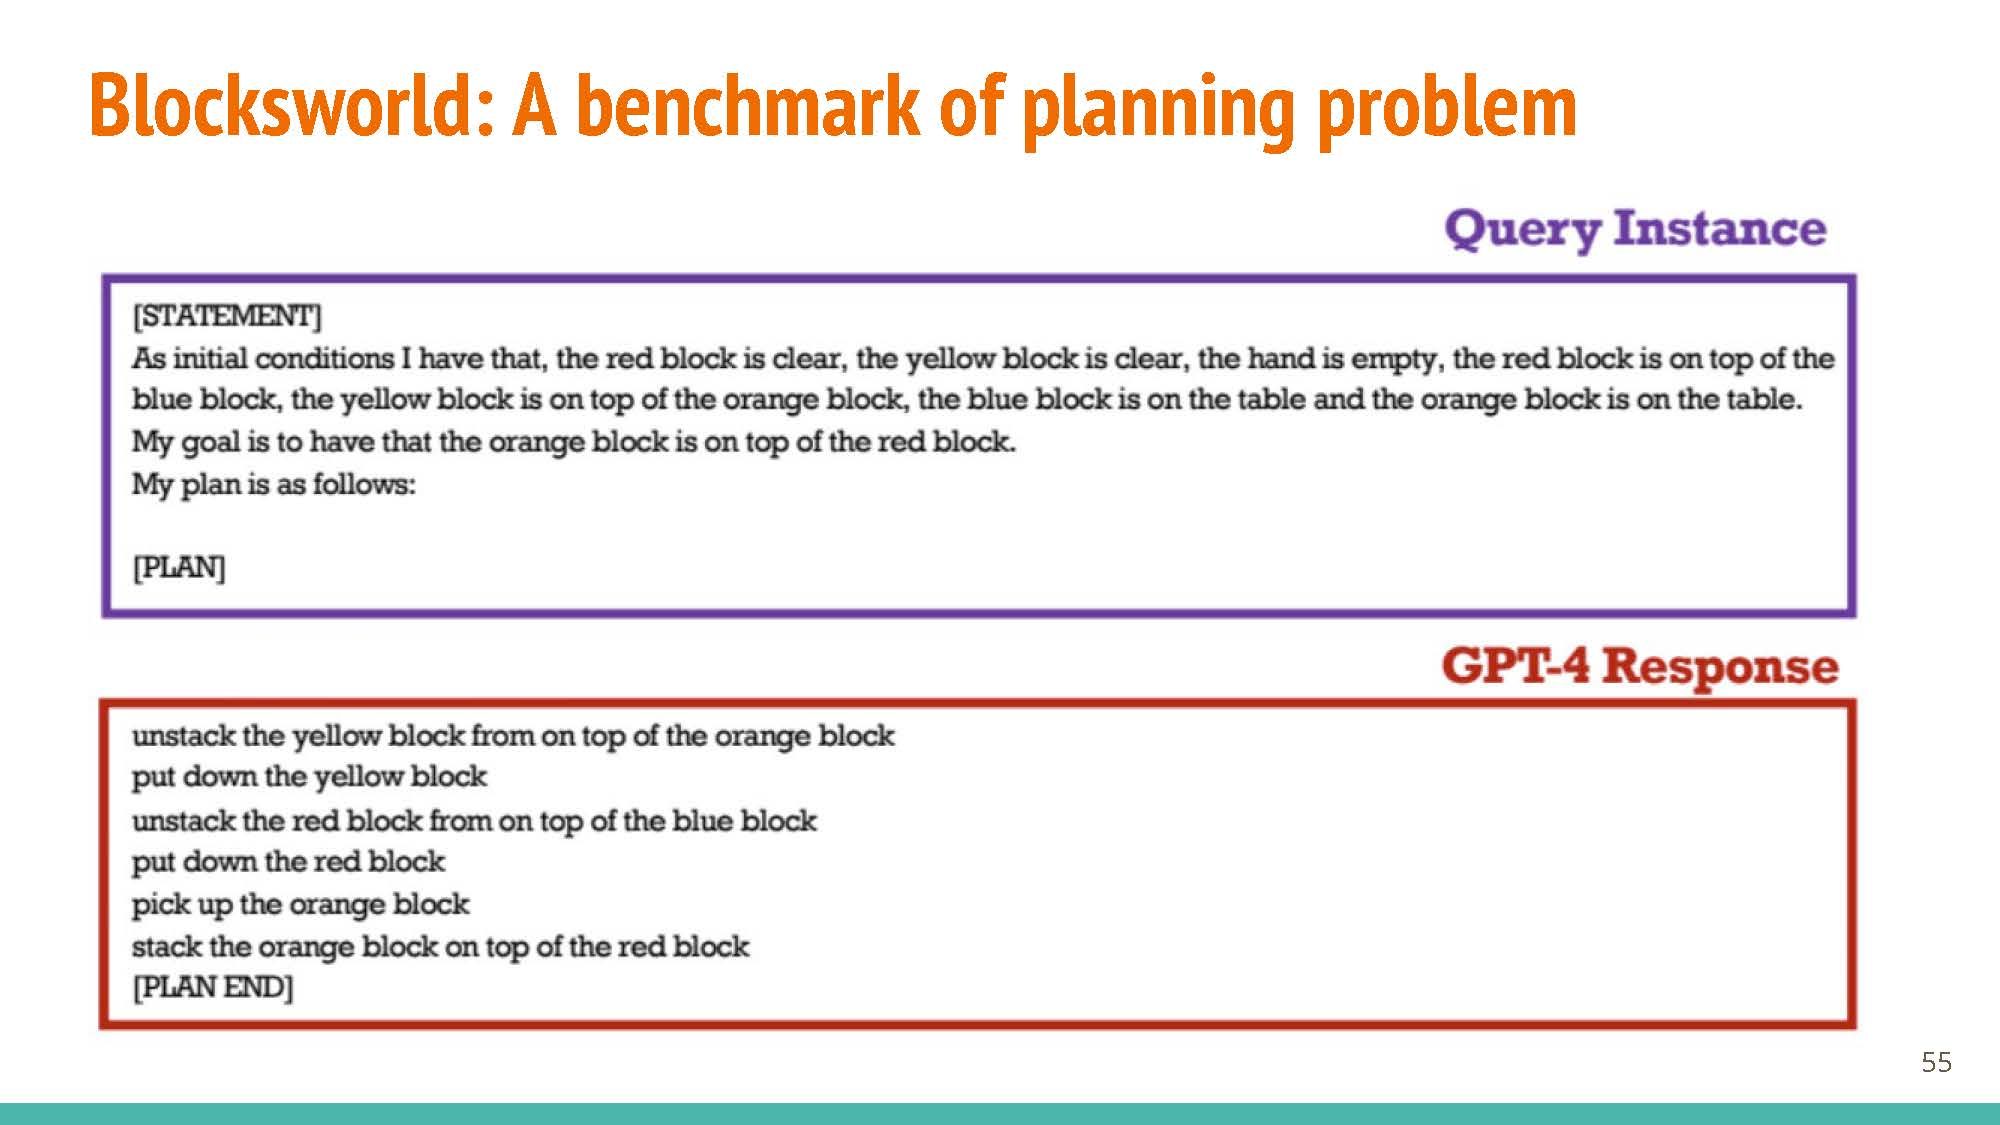 Blocksworld: A benchmark of planning problem
Query Instance
[STATEMENT]
As initial conditions I have that, the red block is clear, the yellow block is clear, the hand is empty, the red block is on top of the
blue block, the yellow block is on top of the orange block, the blue block is on the table and the orange block is on the table.
My goal is to have that the orange block is on top of the red block.
My plan is as follows:
[PLAN]
GPT-4 Response
unstack the yellow block from on top of the orange block
put down the yellow block
unstack the red block from on top of the blue block
put down the red block
pick up the orange block
stack the orange block on top of the red block
[PLAN END]
55